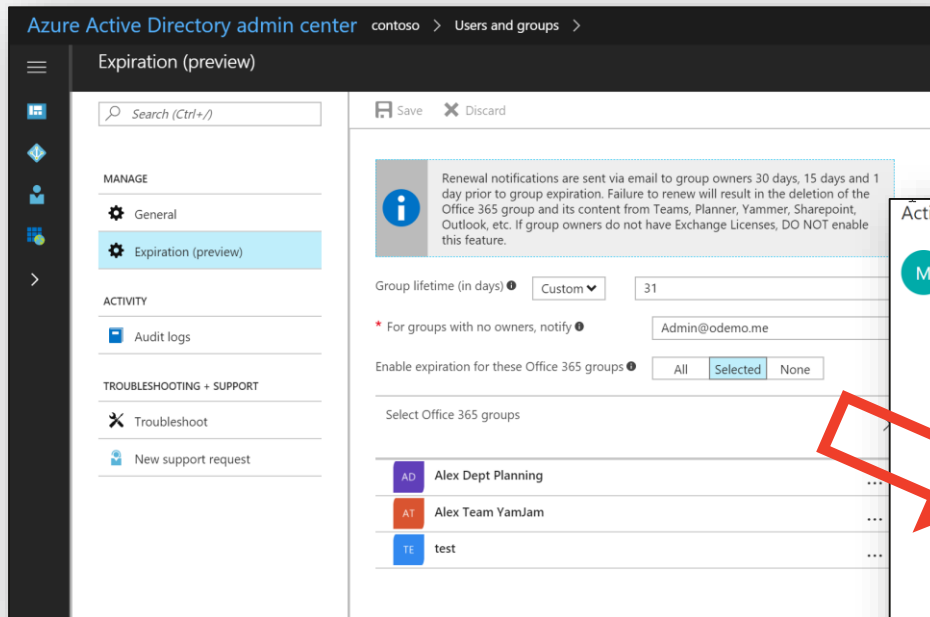 Azure Active Directory admin center contoso > Users and groups >
Expiration (preview)
Search (Ctrl+/)
Save Discard
MANAGE
General
Expiration (preview)
ACTIVITY
Audit logs
TROUBLESHOOTING + SUPPORT
Troubleshoot
New support request
Renewal notifications are sent via email to group owners 30 days, 15 days and 1
day prior to group expiration. Failure to renew will result in the deletion of the
Office 365 group and its content from Teams, Planner, Yammer, Sharepoint,
Outlook, etc. If group owners do not have Exchange Licenses, DO NOT enable
this feature.
Group lifetime (in days) Custom 31
* For groups with no owners, notify Admin@odemo.me
Enable expiration for these Office 365 groups All Selected None
Select Office 365 groups
AD Alex Dept Planning ...
AT Alex Team YamJam ...
TE test ...
Acti
M